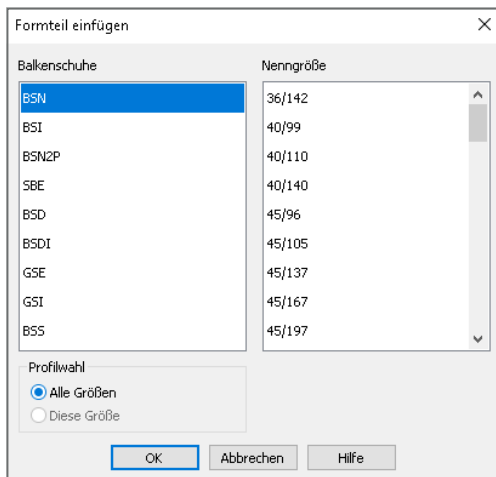 Formteil einfügen
Balkenschuhe
BSN
BSI
BSN2P
SBE
BSD
BSDI
GSE
GSI
BSS
Nenngröße
36/142
40/99
40/110
40/140
45/96
45/105
45/137
45/167
45/197
Profilwahl
Alle Größen
Diese Größe
OK
Abbrechen
Hilfe